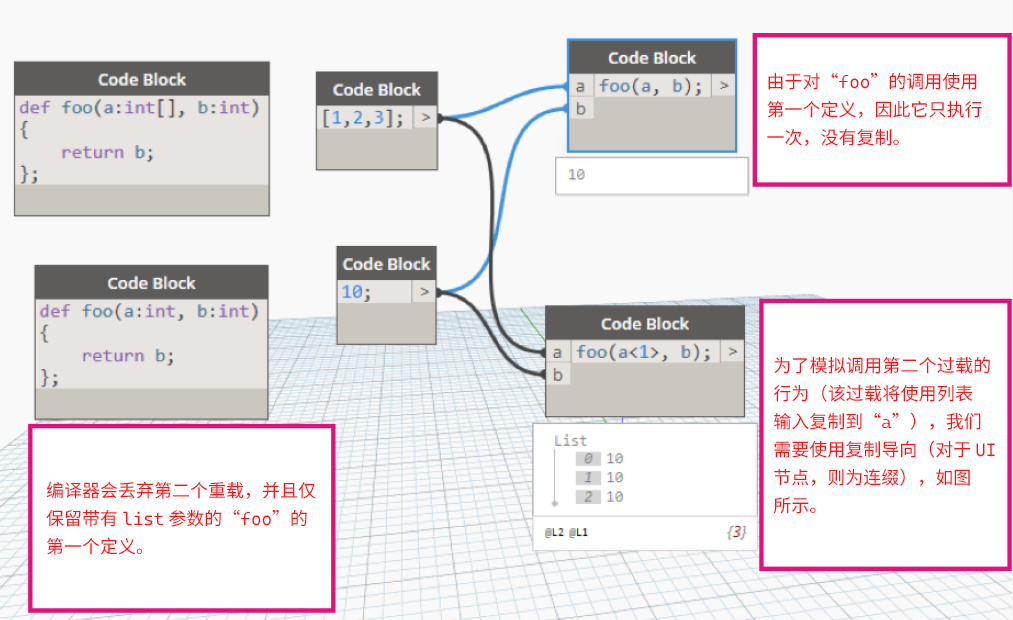 Code Block
def foo(a:int[], b:int)
{
    return b;
};
Code Block
[1,2,3]; >
Code Block
a foo(a, b); >
b
10
由于对“foo”的调用使用
第一个定义，因此它只执行
一次，没有复制。
Code Block
def foo(a:int, b:int)
{
    return b;
};
Code Block
10; >
Code Block
a foo(a<1>, b); >
b
List
0 10
1 10
2 10
@L2 @L1 {3}
为了模拟调用第二个过载的
行为（该过载将使用列表
输入复制到“a”），我们
需要使用复制导向（对于 UI
节点，则为连缀），如图
所示。
编译器会丢弃第二个重载，并且仅
保留带有 list 参数的“foo”的
第一个定义。